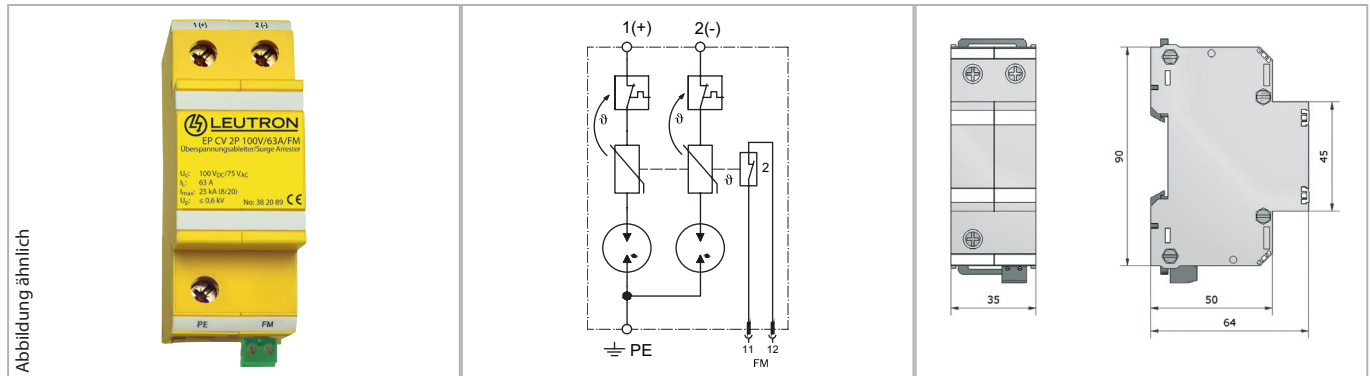 Abbildung ähnlich
1 (+) 2 (-)
LEUTRON
EP CV 2P 100V/63A/FM
Überspannungsableiter/Surge Arrester
Uc: 100 VDC/75 VAC
IL: 63 A
Imax: 25 kA (8/20)
Up: ≤ 0,6 kV No: 38 20 89 CE
PE FM
1(+) 2(-)
ϑ ϑ
ϑ 2
PE
11 12
FM
90
45
35
50
64